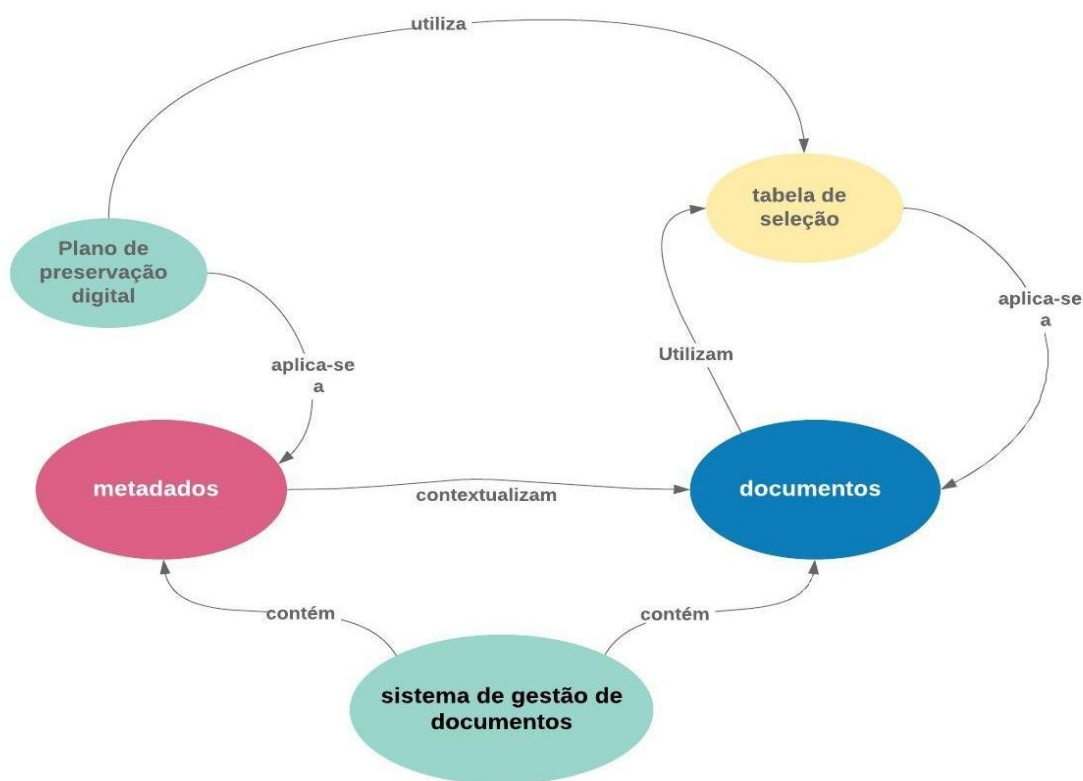 utiliza
tabela de
seleção
Plano de
preservação
digital
aplica-se
a
aplica-se
a
Utilizam
metadados
contextualizam
documentos
contém
contém
sistema de gestão de
documentos